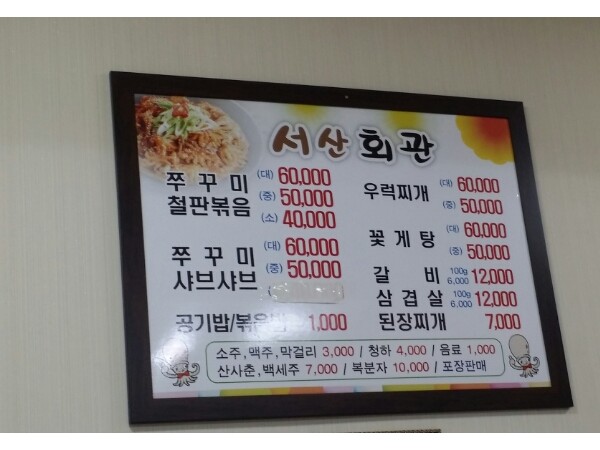 서산회관
쭈꾸미 철판볶음
(대) 60,000
(중) 50,000
(소) 40,000
쭈꾸미 샤브샤브
(대) 60,000
(중) 50,000
공기밥/볶음밥 1,000
우럭찌개
(대) 60,000
(중) 50,000
꽃게탕
(대) 60,000
(중) 50,000
갈비 100g 6,000 12,000
삼겹살 100g 6,000 12,000
된장찌개 7,000
소주,맥주,막걸리 3,000 / 청하 4,000 / 음료 1,000
산사춘,백세주 7,000 / 복분자 10,000 / 포장판매